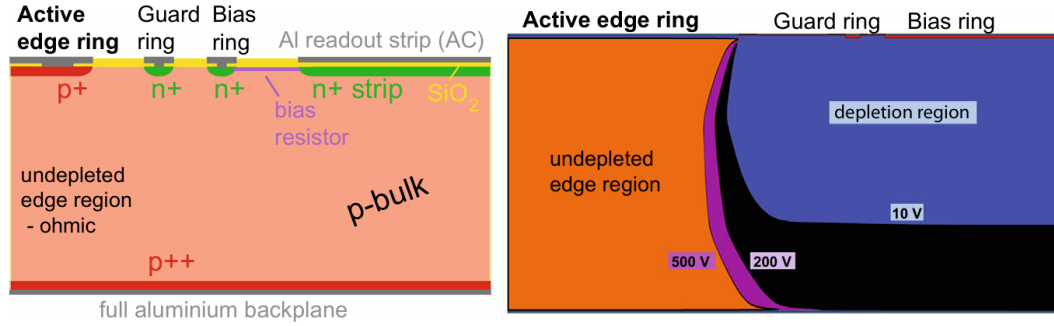 Active
edge ring
Guard
ring
Bias
ring
Al readout strip (AC)
p+
n+
n+
n+ strip
SiO2
bias
resistor
undepleted
edge region
- ohmic
p-bulk
p++
full aluminium backplane
Active edge ring
Guard ring
Bias ring
depletion region
undepleted
edge region
10 V
500 V
200 V